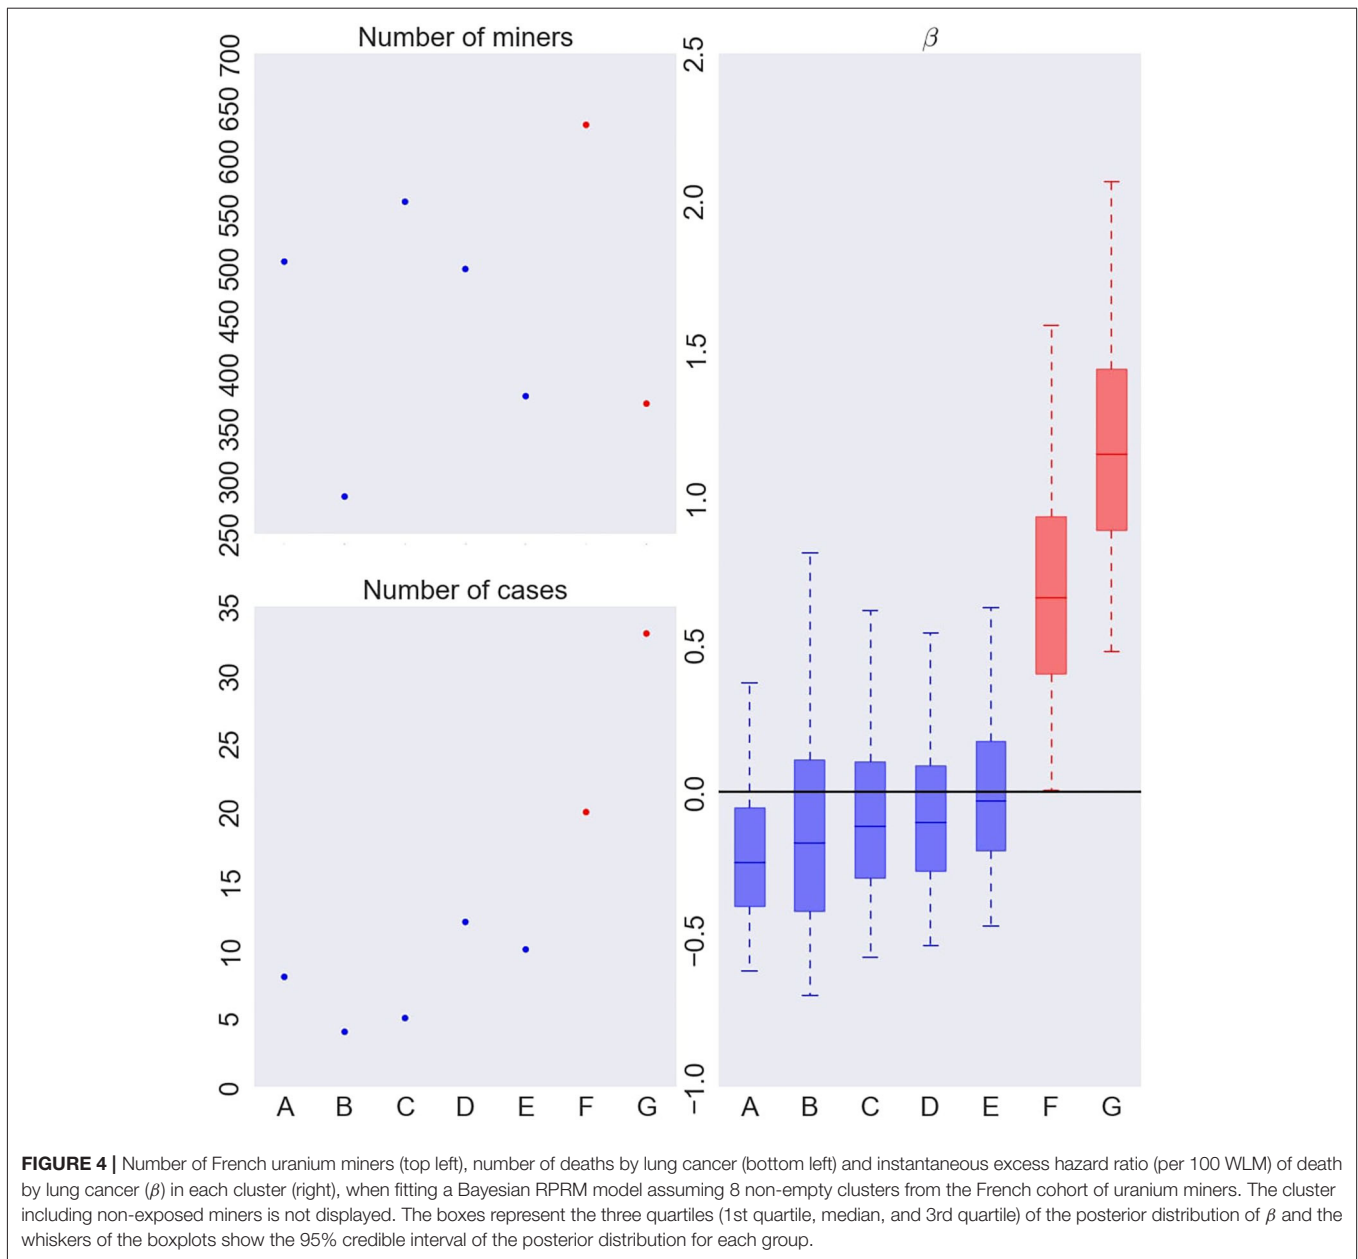 Number of miners
700
650
600
550
500
450
400
350
300
250
Number of cases
35
30
25
20
15
10
5
0
A B C D E F G
β
2.5
2.0
1.5
1.0
0.5
0.0
−0.5
−1.0
A B C D E F G
FIGURE 4 | Number of French uranium miners (top left), number of deaths by lung cancer (bottom left) and instantaneous excess hazard ratio (per 100 WLM) of death
by lung cancer (β) in each cluster (right), when fitting a Bayesian RPRM model assuming 8 non-empty clusters from the French cohort of uranium miners. The cluster
including non-exposed miners is not displayed. The boxes represent the three quartiles (1st quartile, median, and 3rd quartile) of the posterior distribution of β and the
whiskers of the boxplots show the 95% credible interval of the posterior distribution for each group.